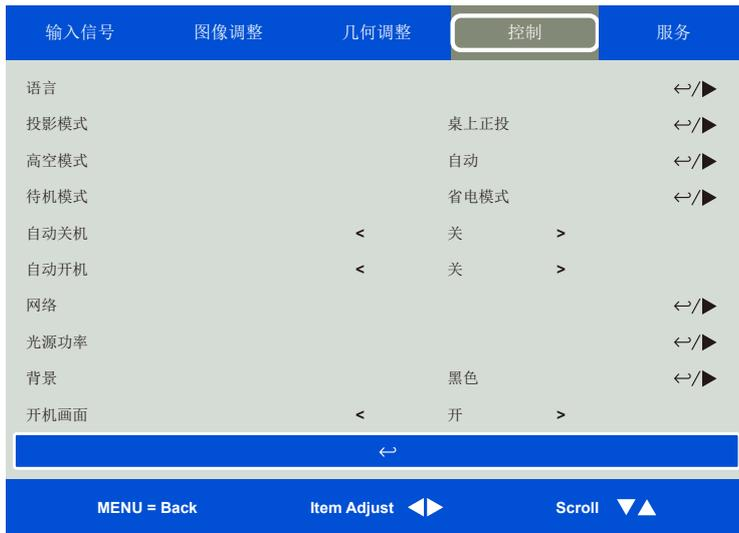 输入信号 图像调整 几何调整 控制 服务
语言 ↩/▶
投影模式 桌上正投 ↩/▶
高空模式 自动 ↩/▶
待机模式 省电模式 ↩/▶
自动关机 < 关 >
自动开机 < 关 >
网络 ↩/▶
光源功率 ↩/▶
背景 黑色 ↩/▶
开机画面 < 开 >
↩
MENU = Back Item Adjust ◀▶ Scroll ▼▲